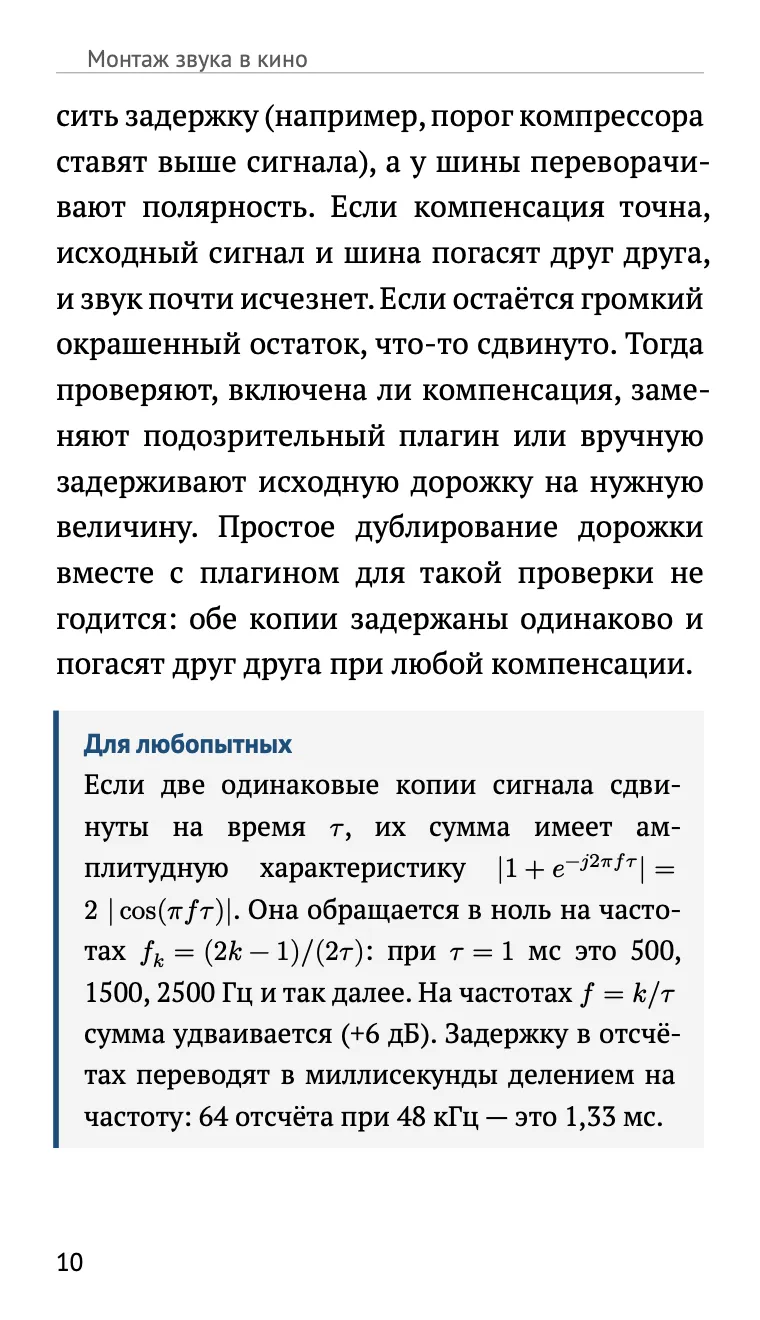 Монтаж звука в кино
сить задержку (например, порог компрессора
ставят выше сигнала), а у шины переворачи-
вают полярность. Если компенсация точна,
исходный сигнал и шина погасят друг друга,
и звук почти исчезнет. Если остаётся громкий
окрашенный остаток, что-то сдвинуто. Тогда
проверяют, включена ли компенсация, заме-
няют подозрительный плагин или вручную
задерживают исходную дорожку на нужную
величину. Простое дублирование дорожки
вместе с плагином для такой проверки не
годится: обе копии задержаны одинаково и
погасят друг друга при любой компенсации.
Для любопытных
Если две одинаковые копии сигнала сдви-
нуты на время τ, их сумма имеет ам-
плитудную характеристику |1 + e^{−j2πfτ}| =
2 |cos(πfτ)|. Она обращается в ноль на часто-
тах f_k = (2k − 1)/(2τ): при τ = 1 мс это 500,
1500, 2500 Гц и так далее. На частотах f = k/τ
сумма удваивается (+6 дБ). Задержку в отсчё-
тах переводят в миллисекунды делением на
частоту: 64 отсчёта при 48 кГц — это 1,33 мс.
10